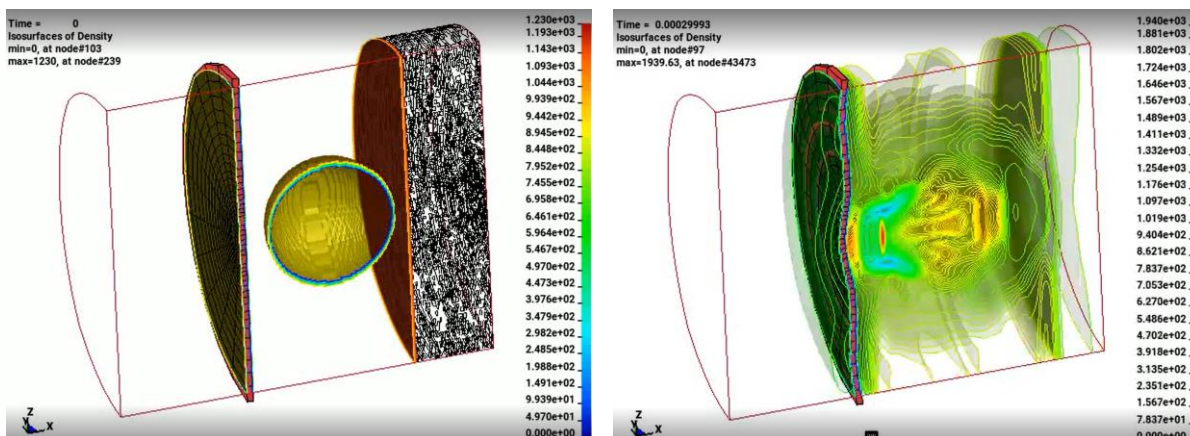 Time =        0
Isosurfaces of Density
min=0, at node#103
max=1230, at node#239
1.230e+03
1.193e+03
1.143e+03
1.093e+03
1.044e+03
9.939e+02
9.442e+02
8.945e+02
8.448e+02
7.952e+02
7.455e+02
6.958e+02
6.461e+02
5.964e+02
5.467e+02
4.970e+02
4.473e+02
3.976e+02
3.479e+02
2.982e+02
2.485e+02
1.988e+02
1.491e+02
9.939e+01
4.970e+01
0.000e+00
Z
Y
X
Time = 0.00029993
Isosurfaces of Density
min=0, at node#97
max=1939.63, at node#43473
1.940e+03
1.881e+03
1.802e+03
1.724e+03
1.646e+03
1.567e+03
1.489e+03
1.411e+03
1.332e+03
1.254e+03
1.176e+03
1.097e+03
1.019e+03
9.404e+02
8.621e+02
7.837e+02
7.053e+02
6.270e+02
5.486e+02
4.702e+02
3.918e+02
3.135e+02
2.351e+02
1.567e+02
7.837e+01
0.000e+00
Z
Y
X